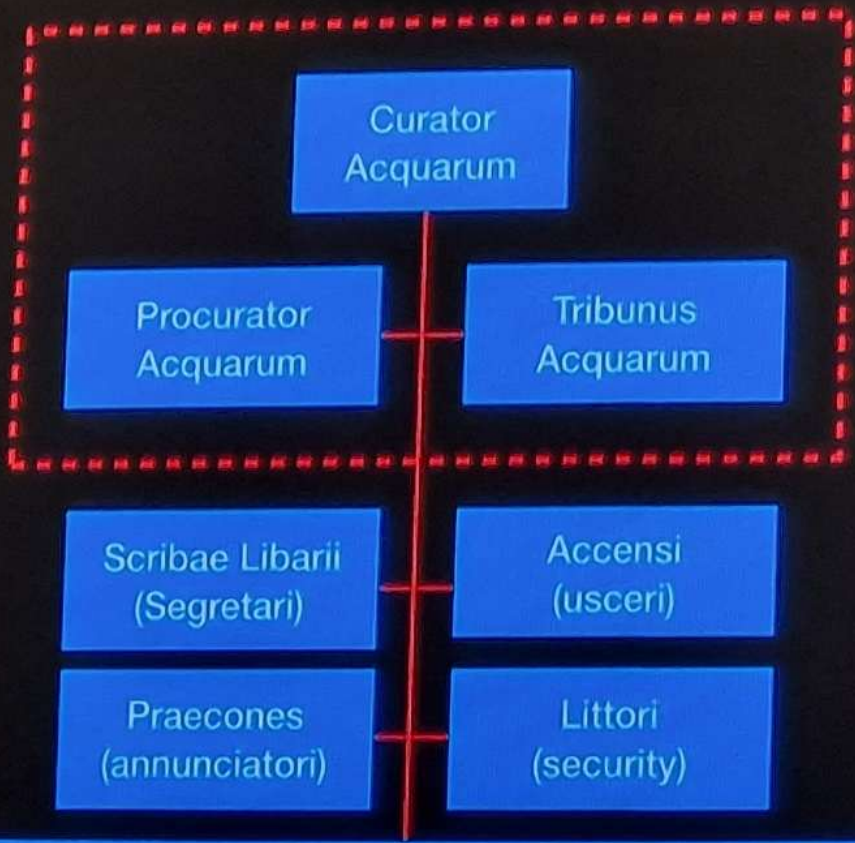 Curator
Acquarum
Procurator
Acquarum
Tribunus
Acquarum
Scribae Libarii
(Segretari)
Accensi
(usceri)
Praecones
(annunciatori)
Littori
(security)